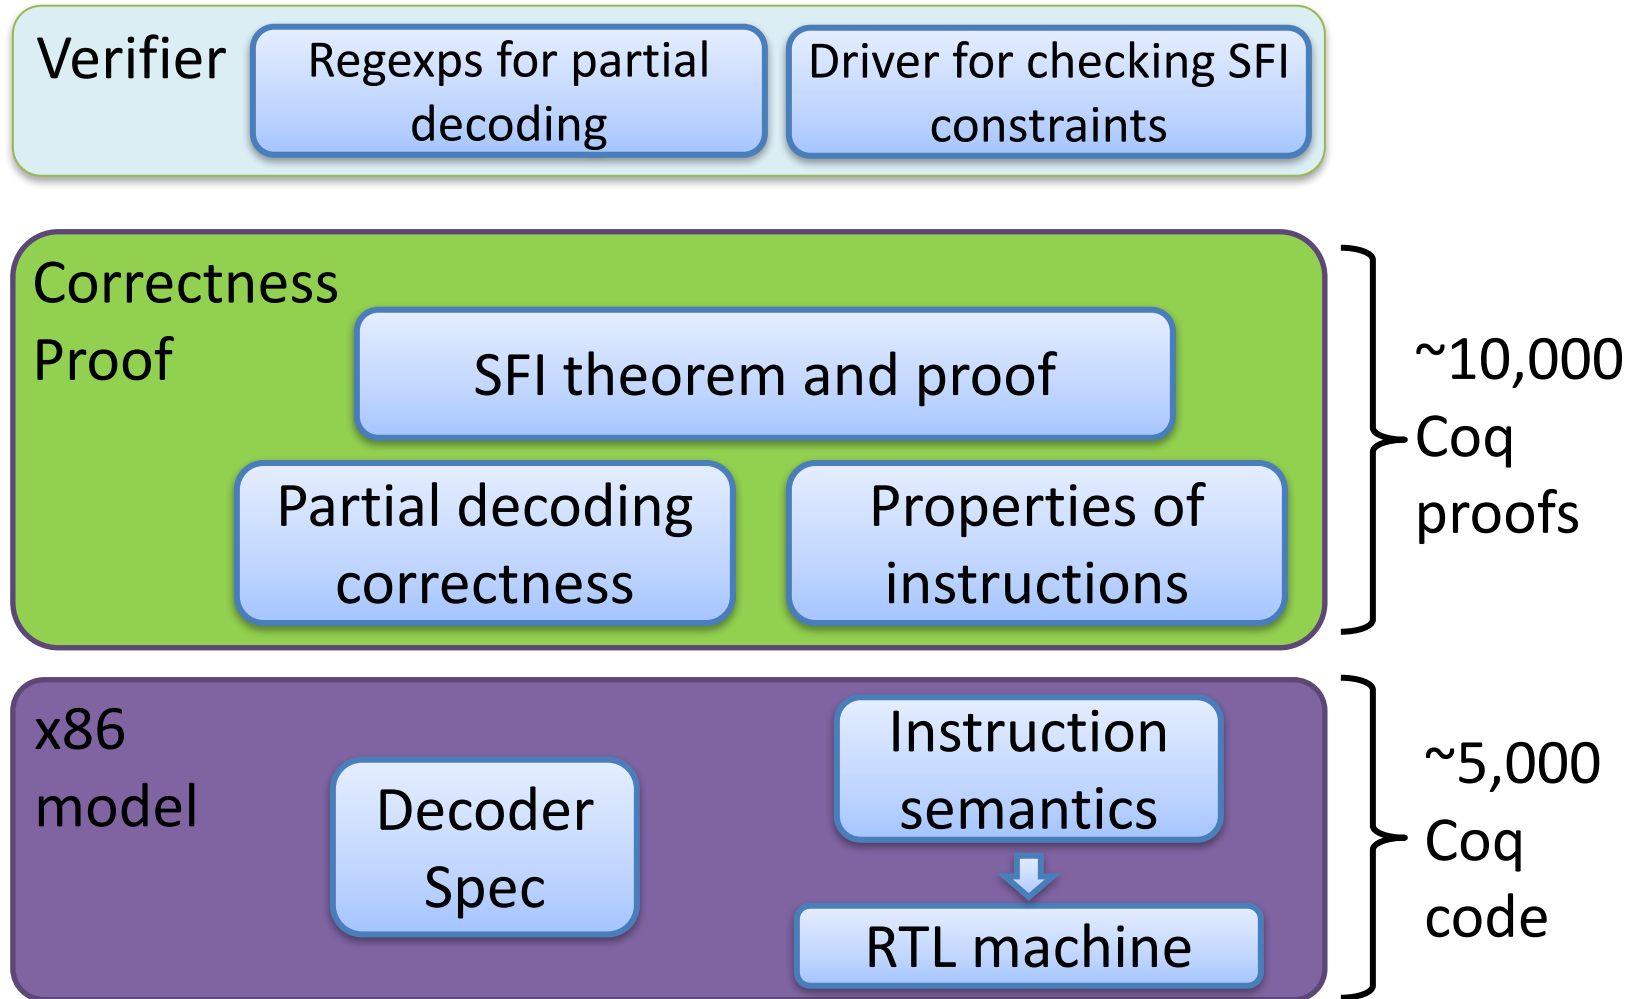 Verifier
Regexps for partial
decoding
Driver for checking SFI
constraints
Correctness
Proof
SFI theorem and proof
Partial decoding
correctness
Properties of
instructions
~10,000
Coq
proofs
x86
model
Decoder
Spec
Instruction
semantics
RTL machine
~5,000
Coq
code